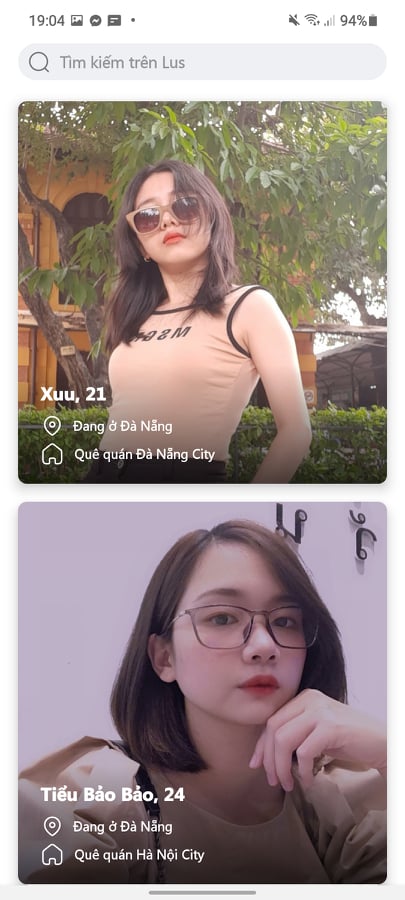 19:04
94%
Tìm kiếm trên Lus
Xuu, 21
Đang ở Đà Nẵng
Quê quán Đà Nẵng City
Tiểu Bảo Bảo, 24
Đang ở Đà Nẵng
Quê quán Hà Nội City